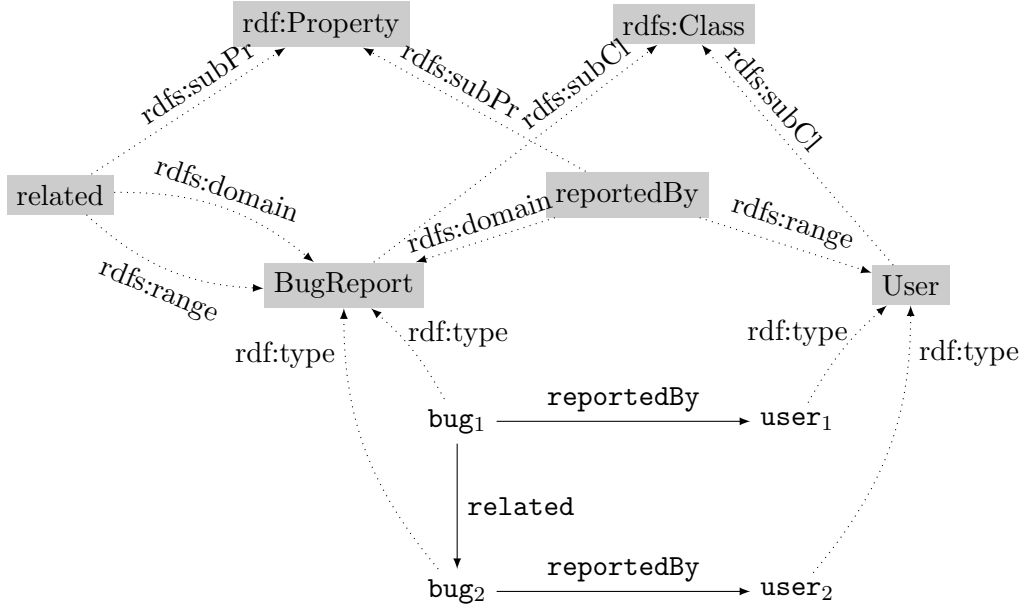 rdf:Property
rdfs:Class
rdfs:subPr
rdfs:subPr
rdfs:subCl
rdfs:subCl
related
rdfs:domain
reportedBy
rdfs:domain
rdfs:range
rdfs:range
BugReport
User
rdf:type
rdf:type
rdf:type
rdf:type
bug₁
reportedBy
user₁
related
bug₂
reportedBy
user₂